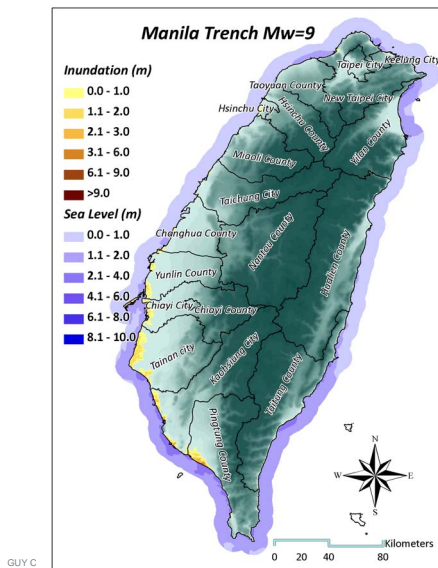 Manila Trench Mw=9
Inundation (m)
0.0 - 1.0
1.1 - 2.0
2.1 - 3.0
3.1 - 6.0
6.1 - 9.0
>9.0
Sea Level (m)
0.0 - 1.0
1.1 - 2.0
2.1 - 4.0
4.1 - 6.0
6.1 - 8.0
8.1 - 10.0
Keelung City
Taipei City
Taoyuan County
New Taipei City
Hsinchu City
Hsinchu County
Yilan County
Miaoli County
Taichung City
Changhua County
Nantou County
Hualien County
Yunlin County
Chiayi City
Chiayi County
Tainan city
Kaohsiung City
Taitung County
Pingtung County
N
W
E
S
Kilometers
0 20 40 80
GUY C